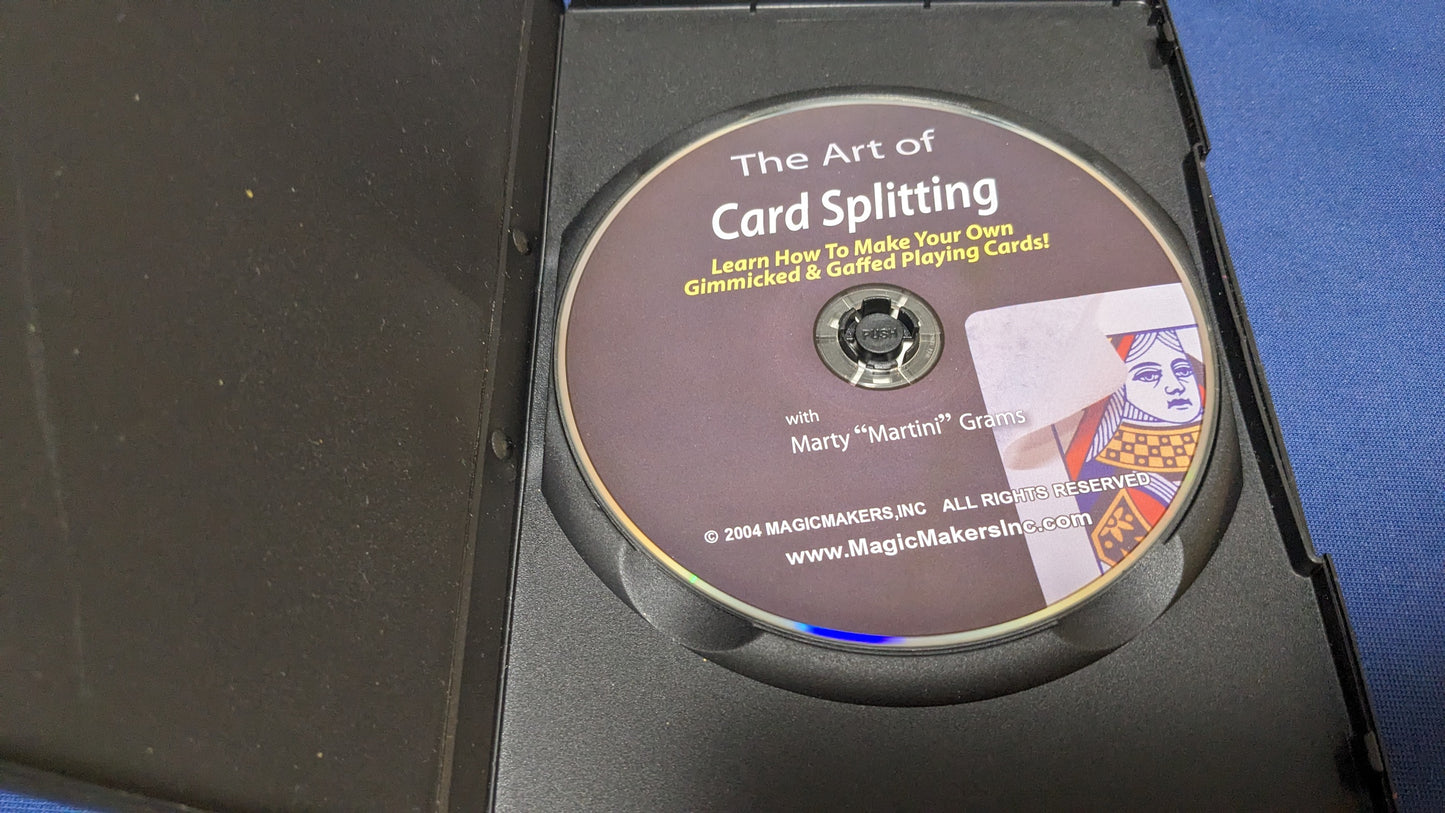 The Art of
Card Splitting
Learn How To Make Your Own
Gimmicked & Gaffed Playing Cards!
PUSH
with
Marty “Martini” Grams
© 2004 MAGICMAKERS,INC ALL RIGHTS RESERVED
www.MagicMakersInc.com